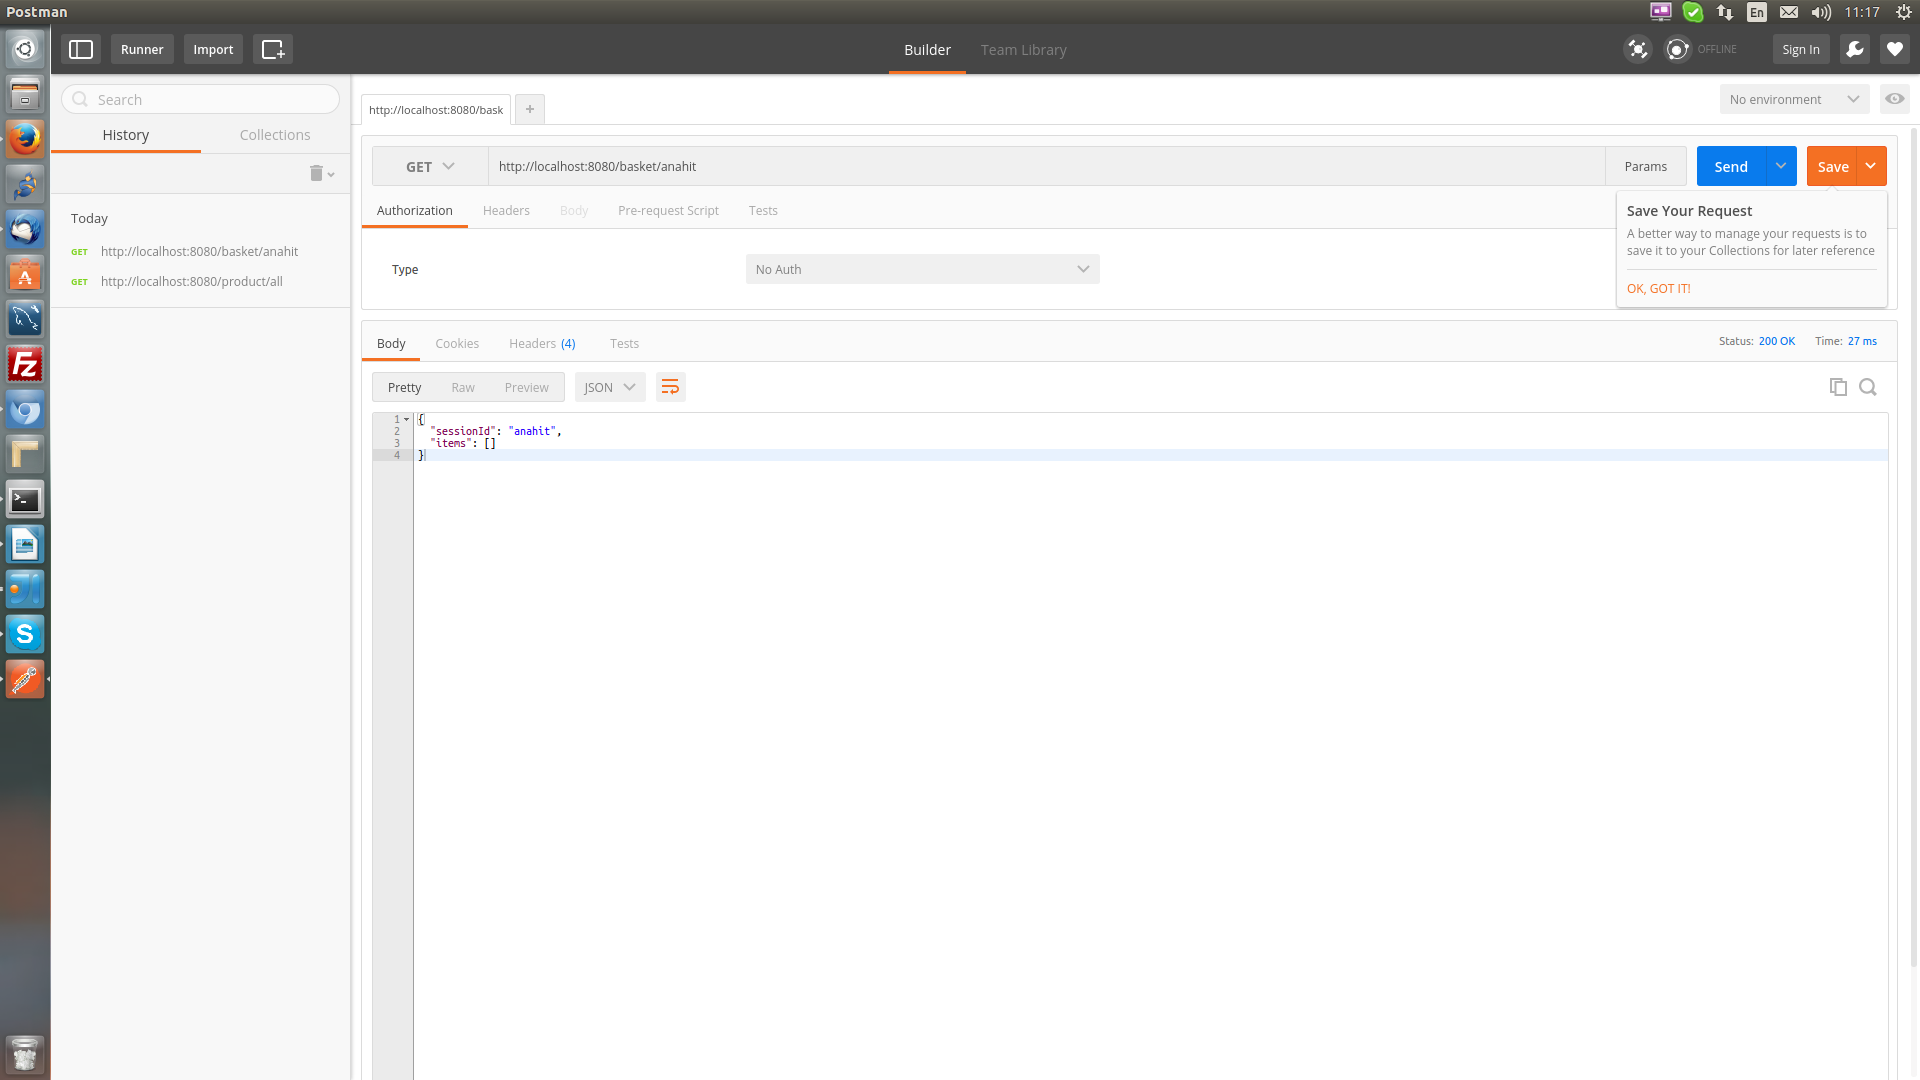 Postman
En
11:17
Runner
Import
Builder
Team Library
OFFLINE
Sign In
Search
History
Collections
Today
GET http://localhost:8080/basket/anahit
GET http://localhost:8080/product/all
http://localhost:8080/bask
+
No environment
GET
http://localhost:8080/basket/anahit
Params
Send
Save
Authorization
Headers
Body
Pre-request Script
Tests
Save Your Request
A better way to manage your requests is to
save it to your Collections for later reference
OK, GOT IT!
Type
No Auth
Body
Cookies
Headers (4)
Tests
Status: 200 OK
Time: 27 ms
Pretty
Raw
Preview
JSON
1 {
2 "sessionId": "anahit",
3 "items": []
4 }